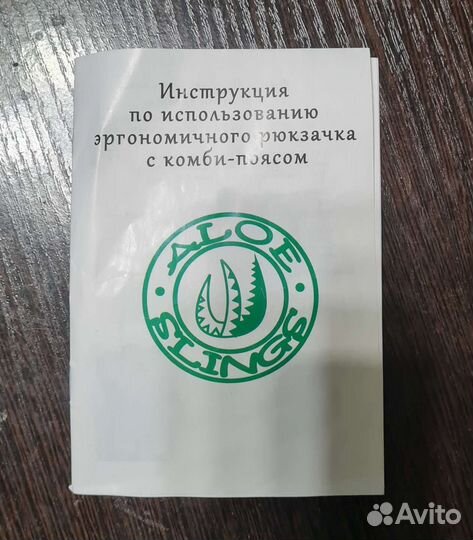 Инструкция
по использованию
эргономичного рюкзачка
с комби-поясом
ALOE
SLINGS
Avito